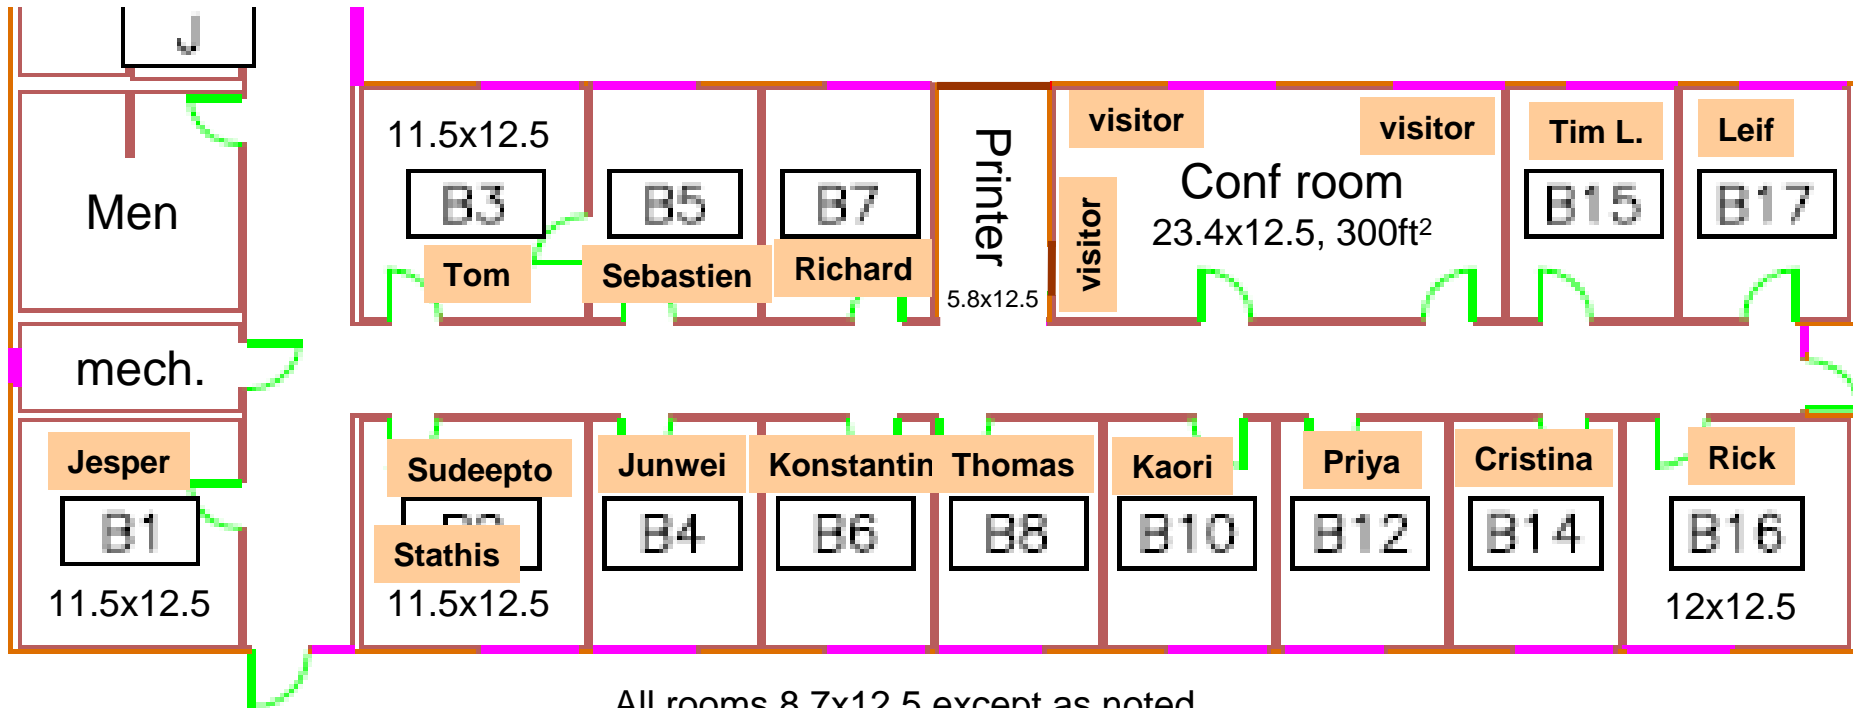 J
11.5x12.5
B3
Tom
B5
Sebastien
B7
Richard
Printer
5.8x12.5
visitor
visitor
visitor
Conf room
23.4x12.5, 300ft²
Tim L.
B15
Leif
B17
Men
mech.
Jesper
B1
11.5x12.5
Sudeepto
Stathis
11.5x12.5
Junwei
B4
Konstantin
B6
Thomas
B8
Kaori
B10
Priya
B12
Cristina
B14
Rick
B16
12x12.5
All rooms 8.7x12.5 except as noted